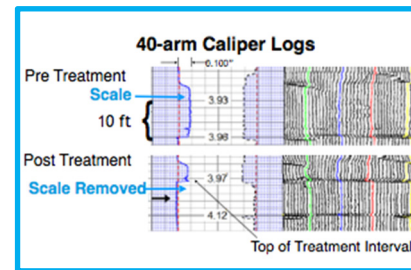 40-arm Caliper Logs
0.100"
Pre Treatment
Scale
3.93
10 ft
3.96
Post Treatment
3.97
Scale Removed
4.12
Top of Treatment Interval